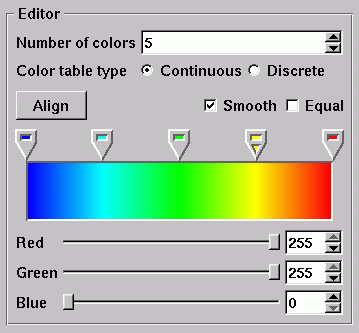 Editor
Number of colors 5
Color table type Continuous Discrete
Align Smooth Equal
Red 255
Green 255
Blue 0